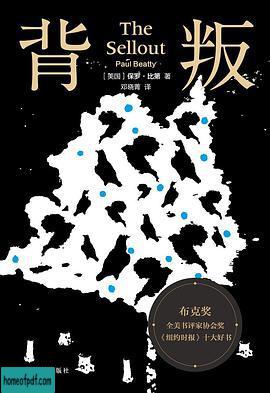 背叛
The
Sellout
Paul Beatty
[美国] 保罗·比第 著
邓晓菁 译
布克奖
全美书评家协会奖
《纽约时报》十大好书
版社
homeofpdf.com